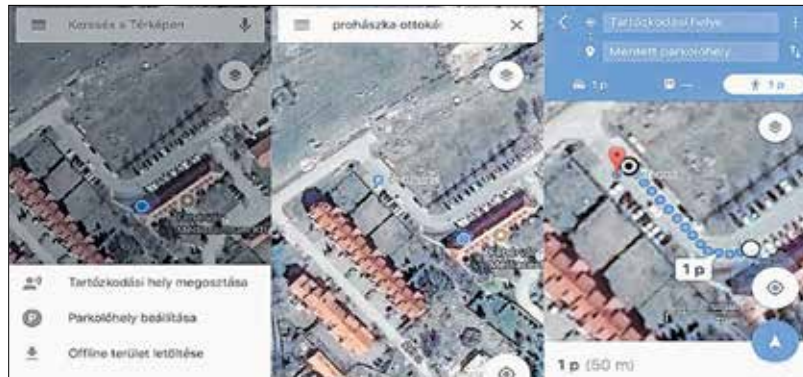 Keresés a Térképen
Tartózkodási hely megosztása
Parkolóhely beállítása
Offline terület letöltése
prohászka ottokár
Tartózkodási helye
Mentett parkolóhely
1 p
1 p
1 p
1 p (50 m)